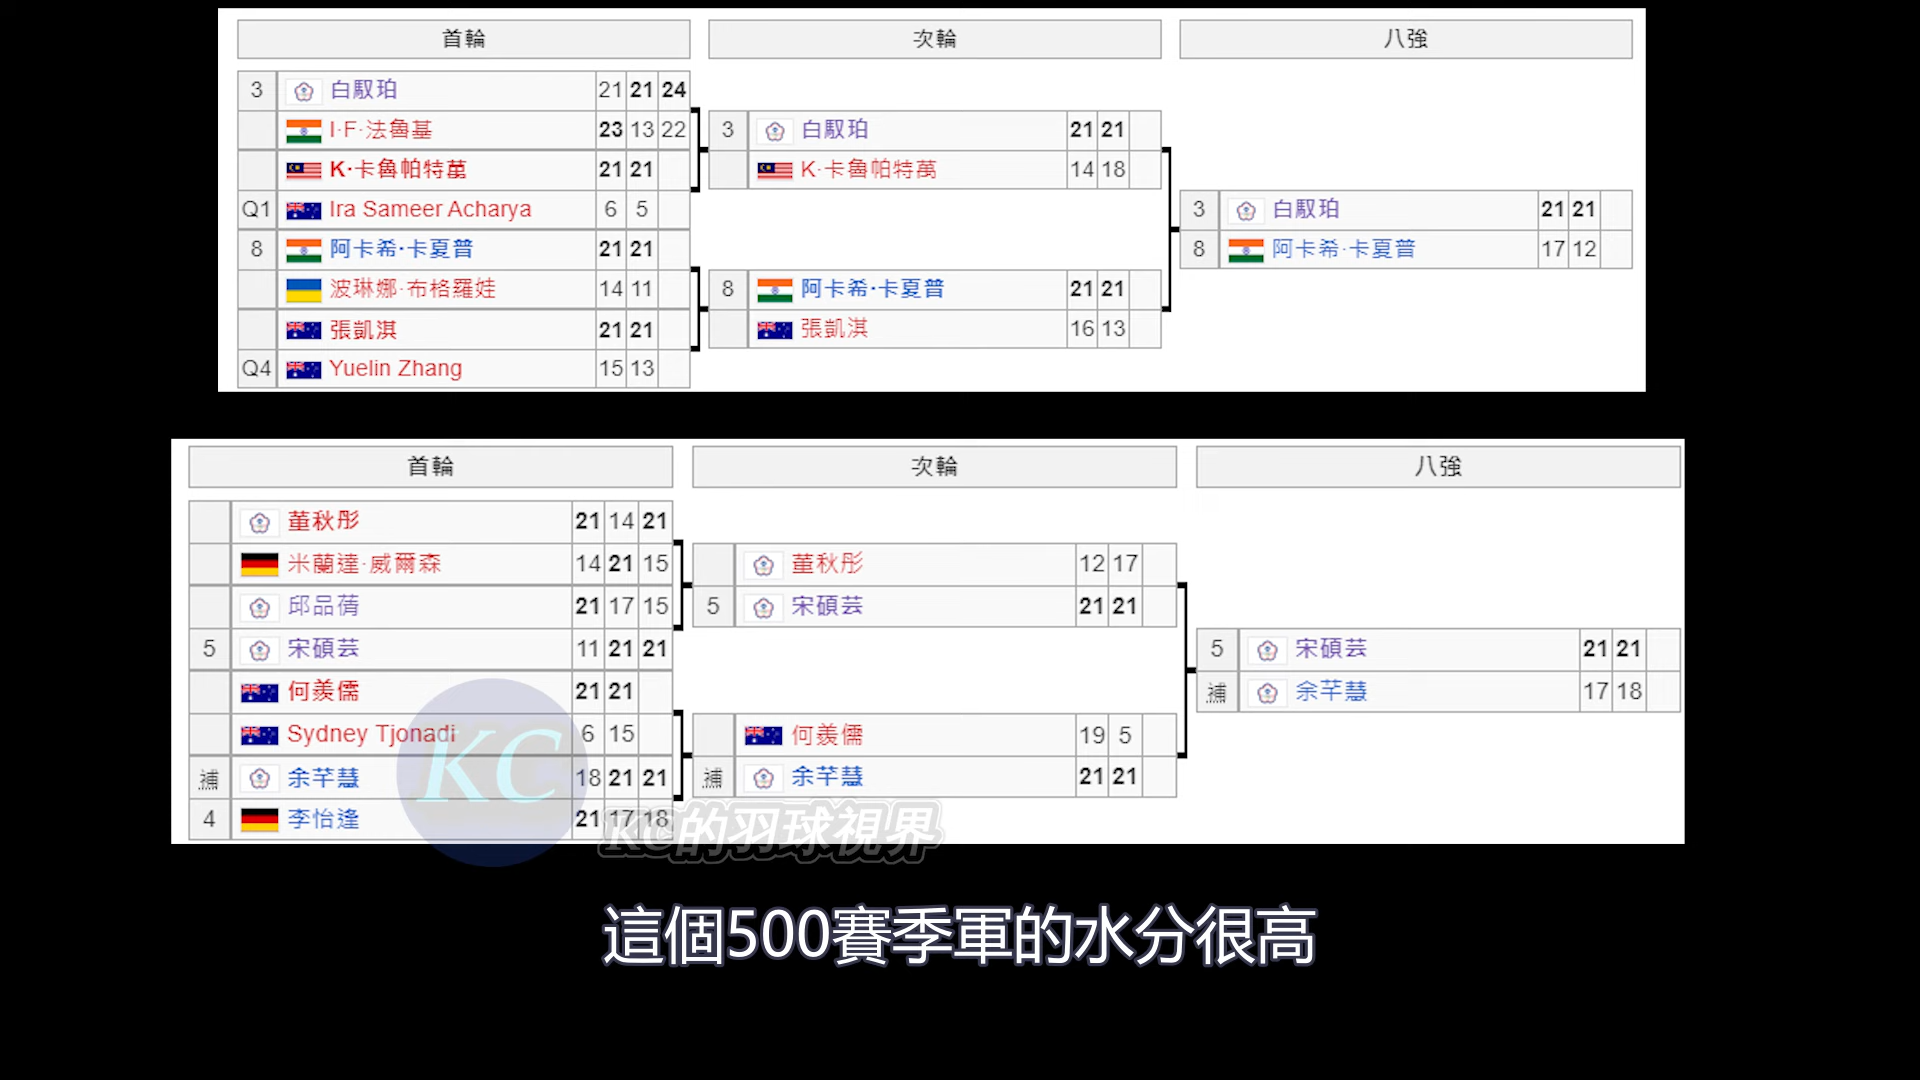 首輪 次輪 八強
3 白馭珀 21 21 24
I·F·法魯基 23 13 22
3 白馭珀 21 21
K·卡魯帕特萬 21 21
K·卡魯帕特萬 14 18
Q1 Ira Sameer Acharya 6 5
3 白馭珀 21 21
8 阿卡希·卡夏普 21 21
8 阿卡希·卡夏普 17 12
波琳娜·布格羅娃 14 11
8 阿卡希·卡夏普 21 21
張凱淇 21 21
張凱淇 16 13
Q4 Yuelin Zhang 15 13
首輪 次輪 八強
董秋彤 21 14 21
米蘭達·威爾森 14 21 15
董秋彤 12 17
邱品蒨 21 17 15
5 宋碩芸 21 21
5 宋碩芸 11 21 21
5 宋碩芸 21 21
何羨儒 21 21
補 余芊慧 17 18
Sydney Tjonadi 6 15
何羨儒 19 5
補 余芊慧 18 21 21
補 余芊慧 21 21
4 李怡逢 21 17 18
KC
KC的羽球視界
這個500賽季軍的水分很高